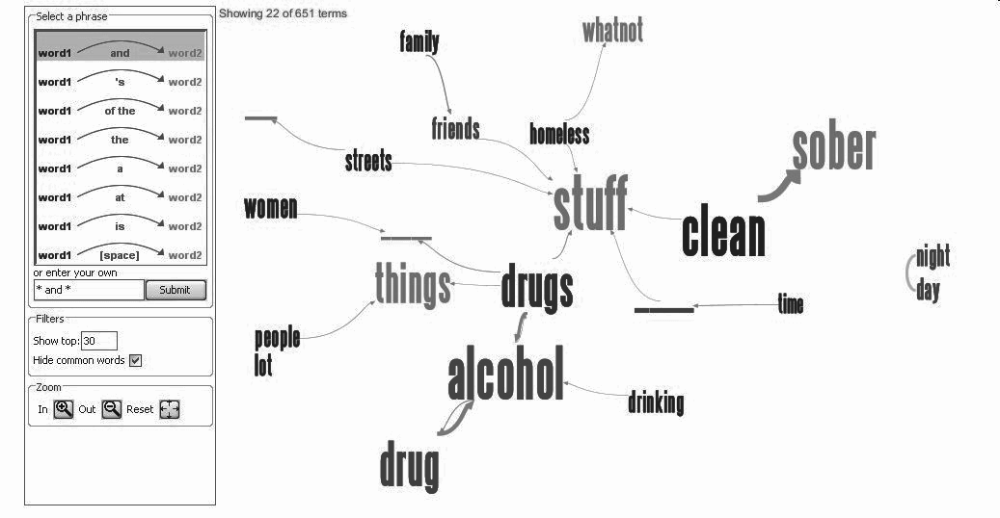 Select a phrase
word1 and word2
word1 's word2
word1 of the word2
word1 the word2
word1 a word2
word1 at word2
word1 is word2
word1 [space] word2
or enter your own
* and *
Submit
Filters
Show top: 30
Hide common words
Zoom
In Out Reset
Showing 22 of 651 terms
family
whatnot
friends
homeless
sober
streets
stuff
women
clean
night
day
things
drugs
time
people
lot
alcohol
drinking
drug